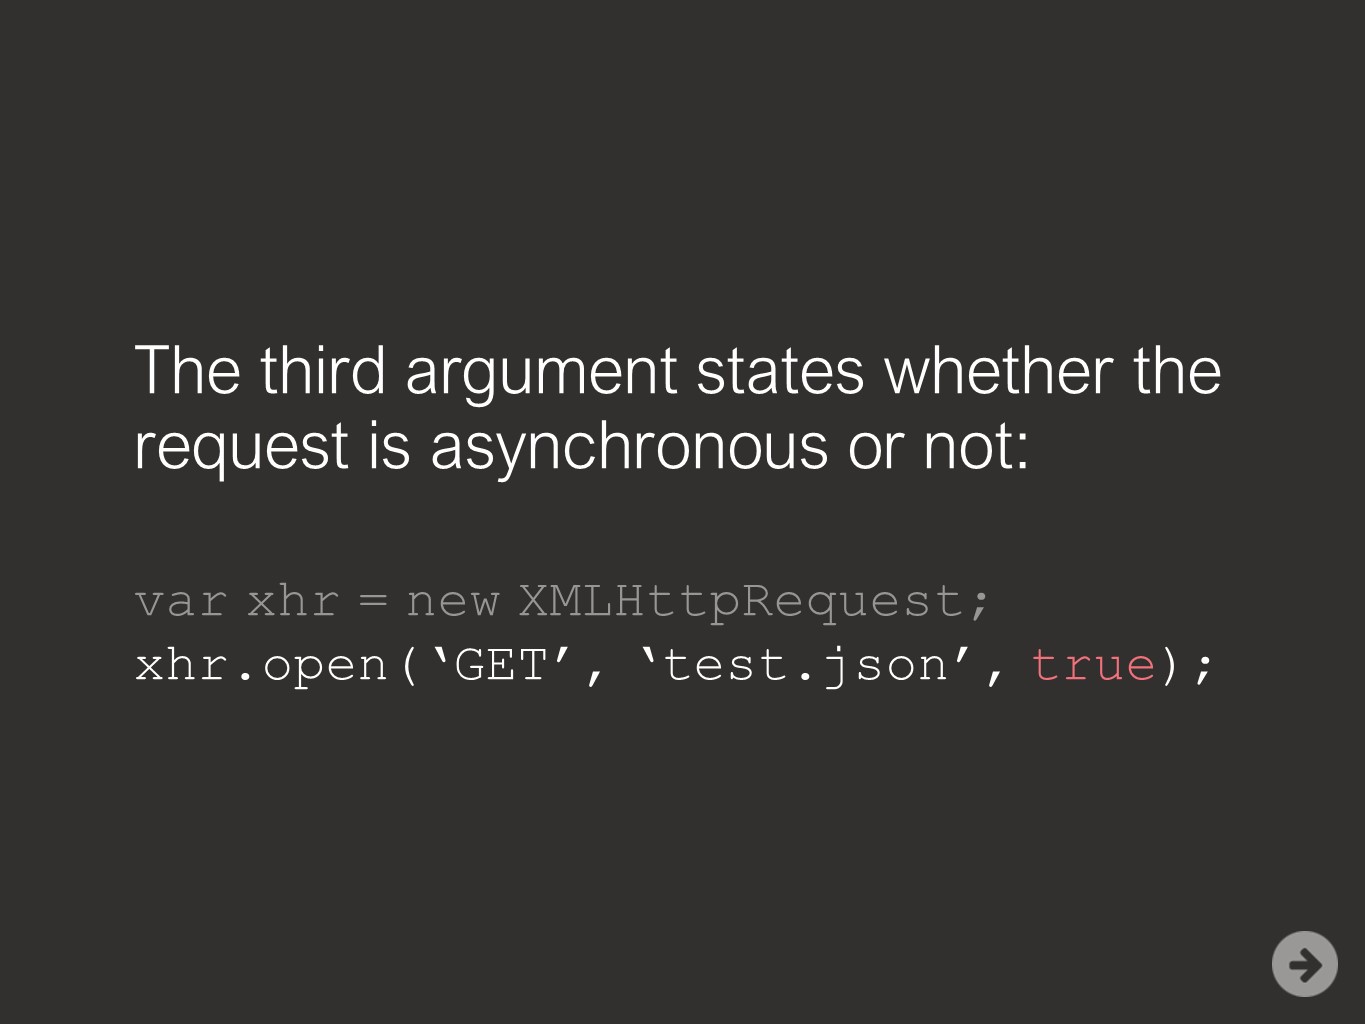 The third argument states whether the
request is asynchronous or not:
var xhr = new XMLHttpRequest;
xhr.open(‘GET’, ‘test.json’, true);